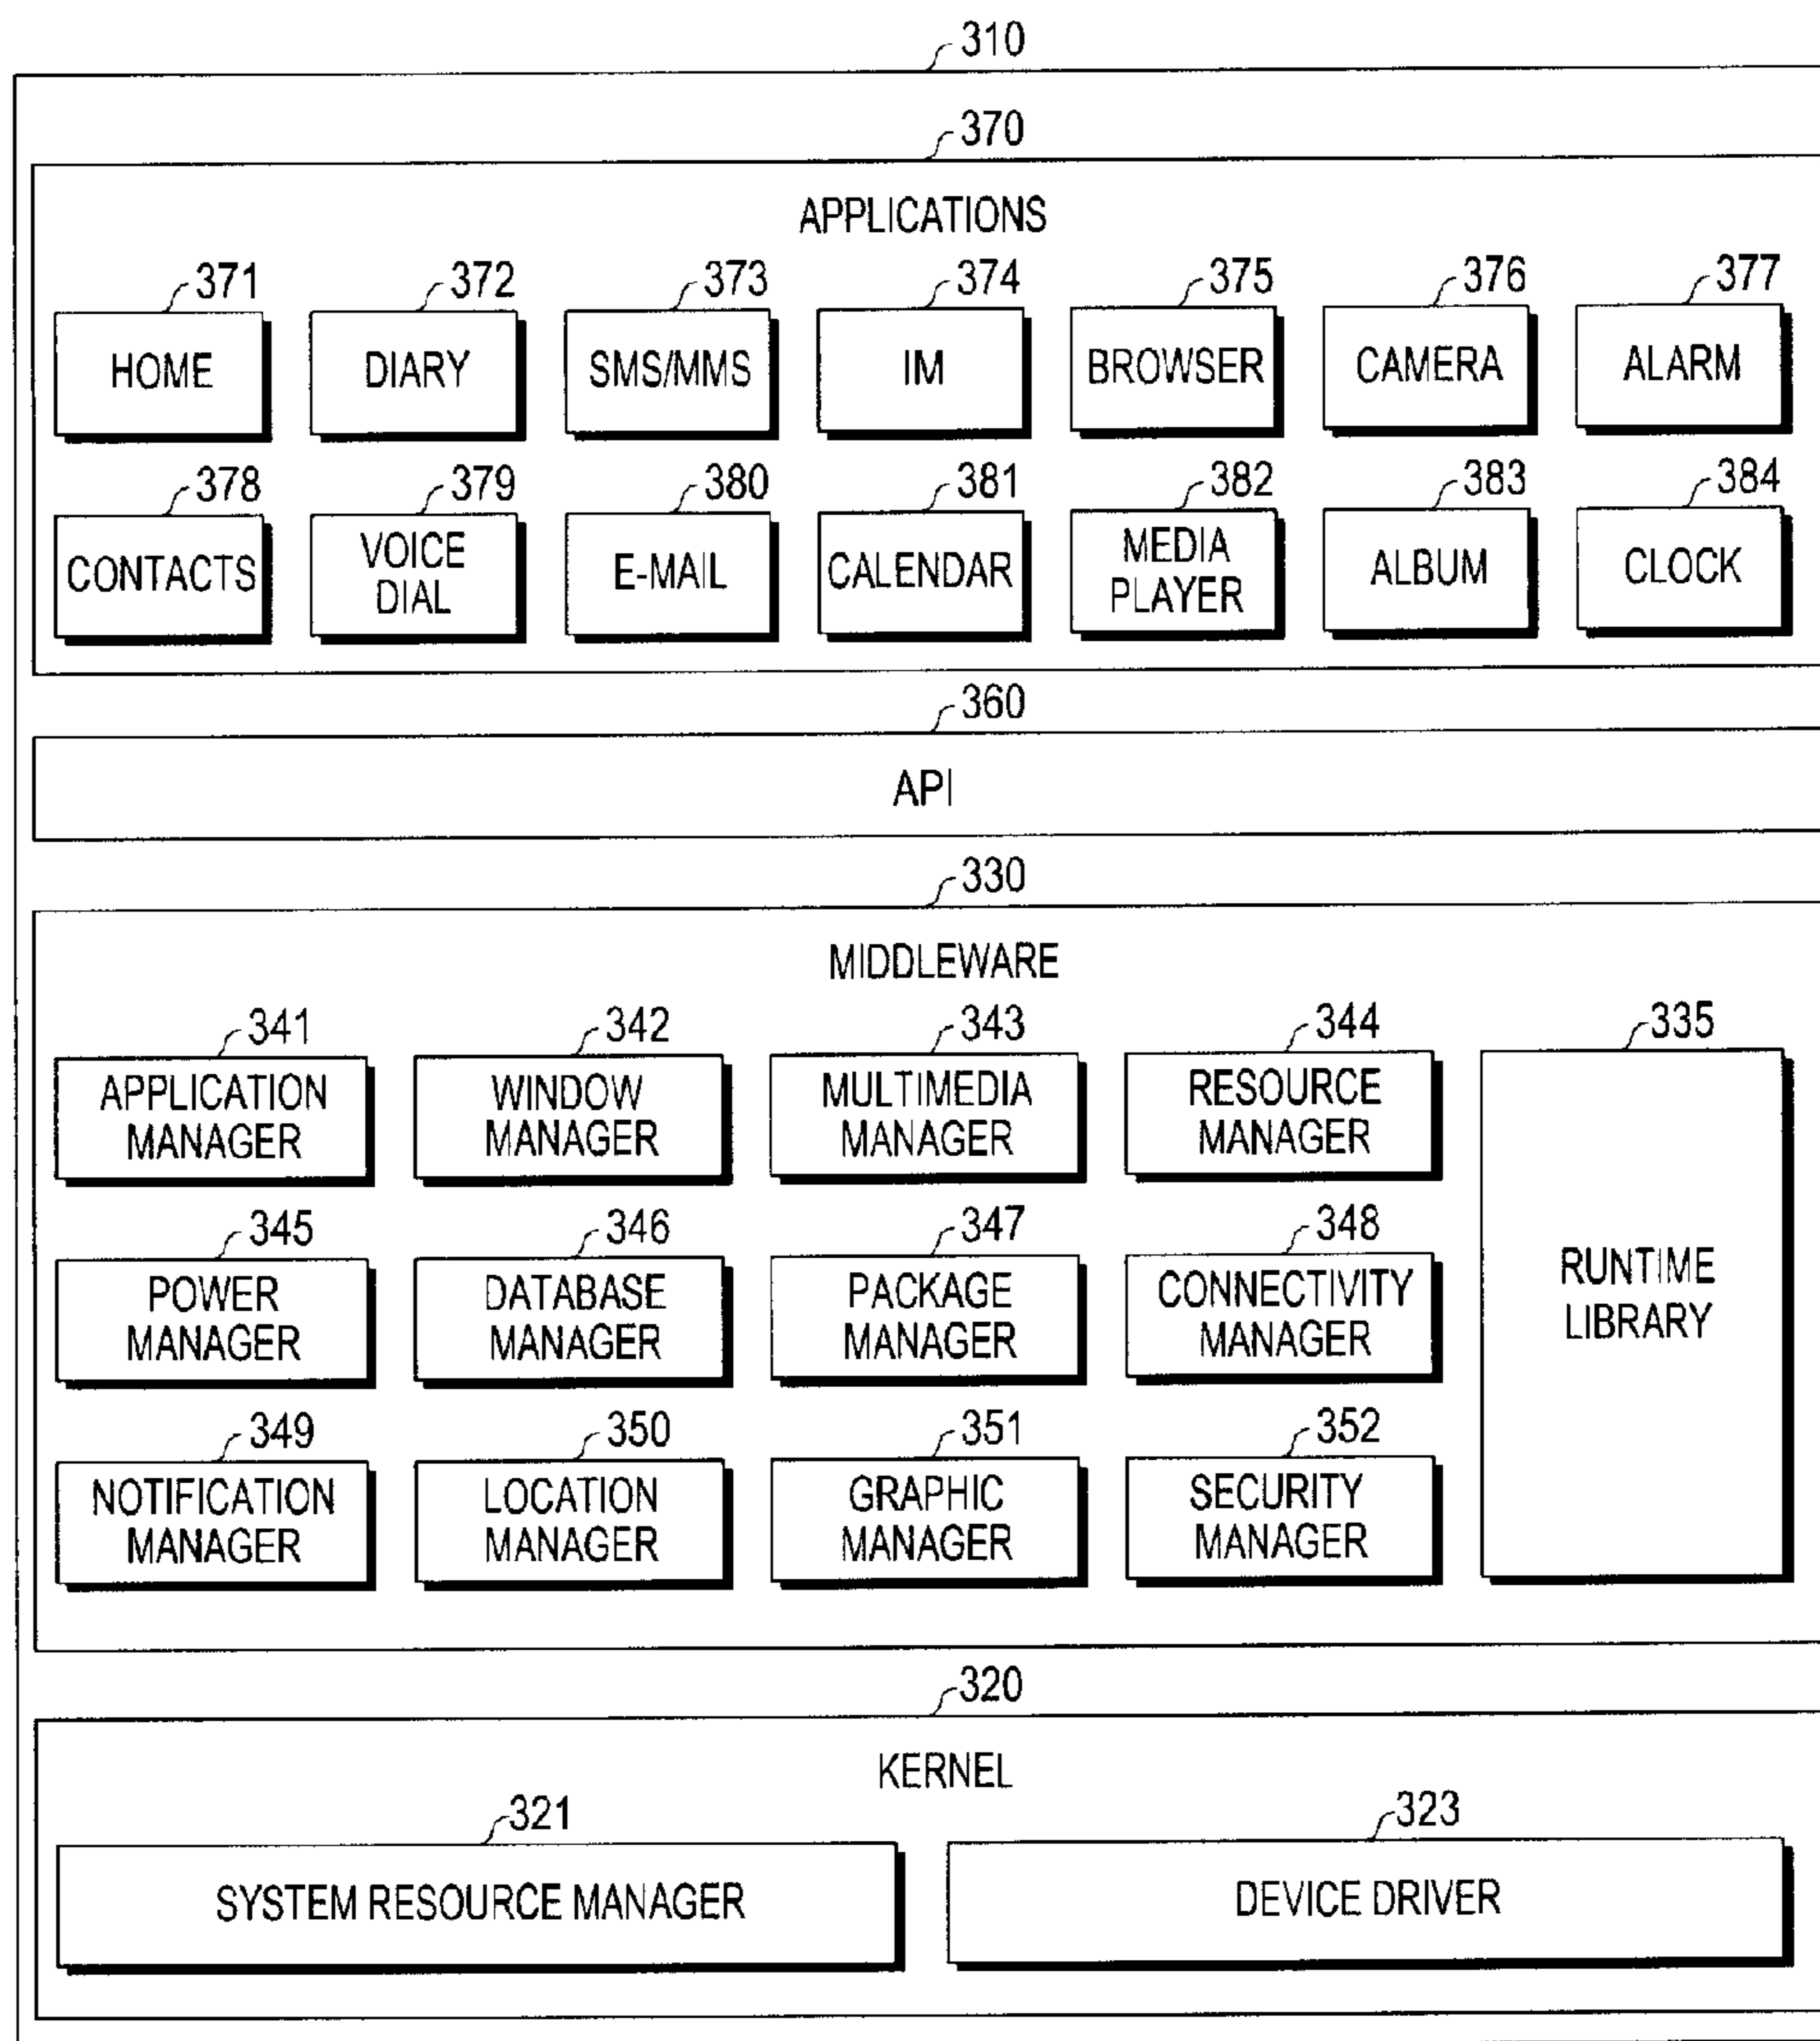 310
370
APPLICATIONS
371 372 373 374 375 376 377
HOME DIARY SMS/MMS IM BROWSER CAMERA ALARM
378 379 380 381 382 383 384
CONTACTS
VOICE
DIAL
E-MAIL
CALENDAR
MEDIA
PLAYER
ALBUM
CLOCK
360
API
330
MIDDLEWARE
341 342 343 344 335
APPLICATION
MANAGER
WINDOW
MANAGER
MULTIMEDIA
MANAGER
RESOURCE
MANAGER
RUNTIME
LIBRARY
345 346 347 348
POWER
MANAGER
DATABASE
MANAGER
PACKAGE
MANAGER
CONNECTIVITY
MANAGER
349 350 351 352
NOTIFICATION
MANAGER
LOCATION
MANAGER
GRAPHIC
MANAGER
SECURITY
MANAGER
320
KERNEL
321 323
SYSTEM RESOURCE MANAGER DEVICE DRIVER